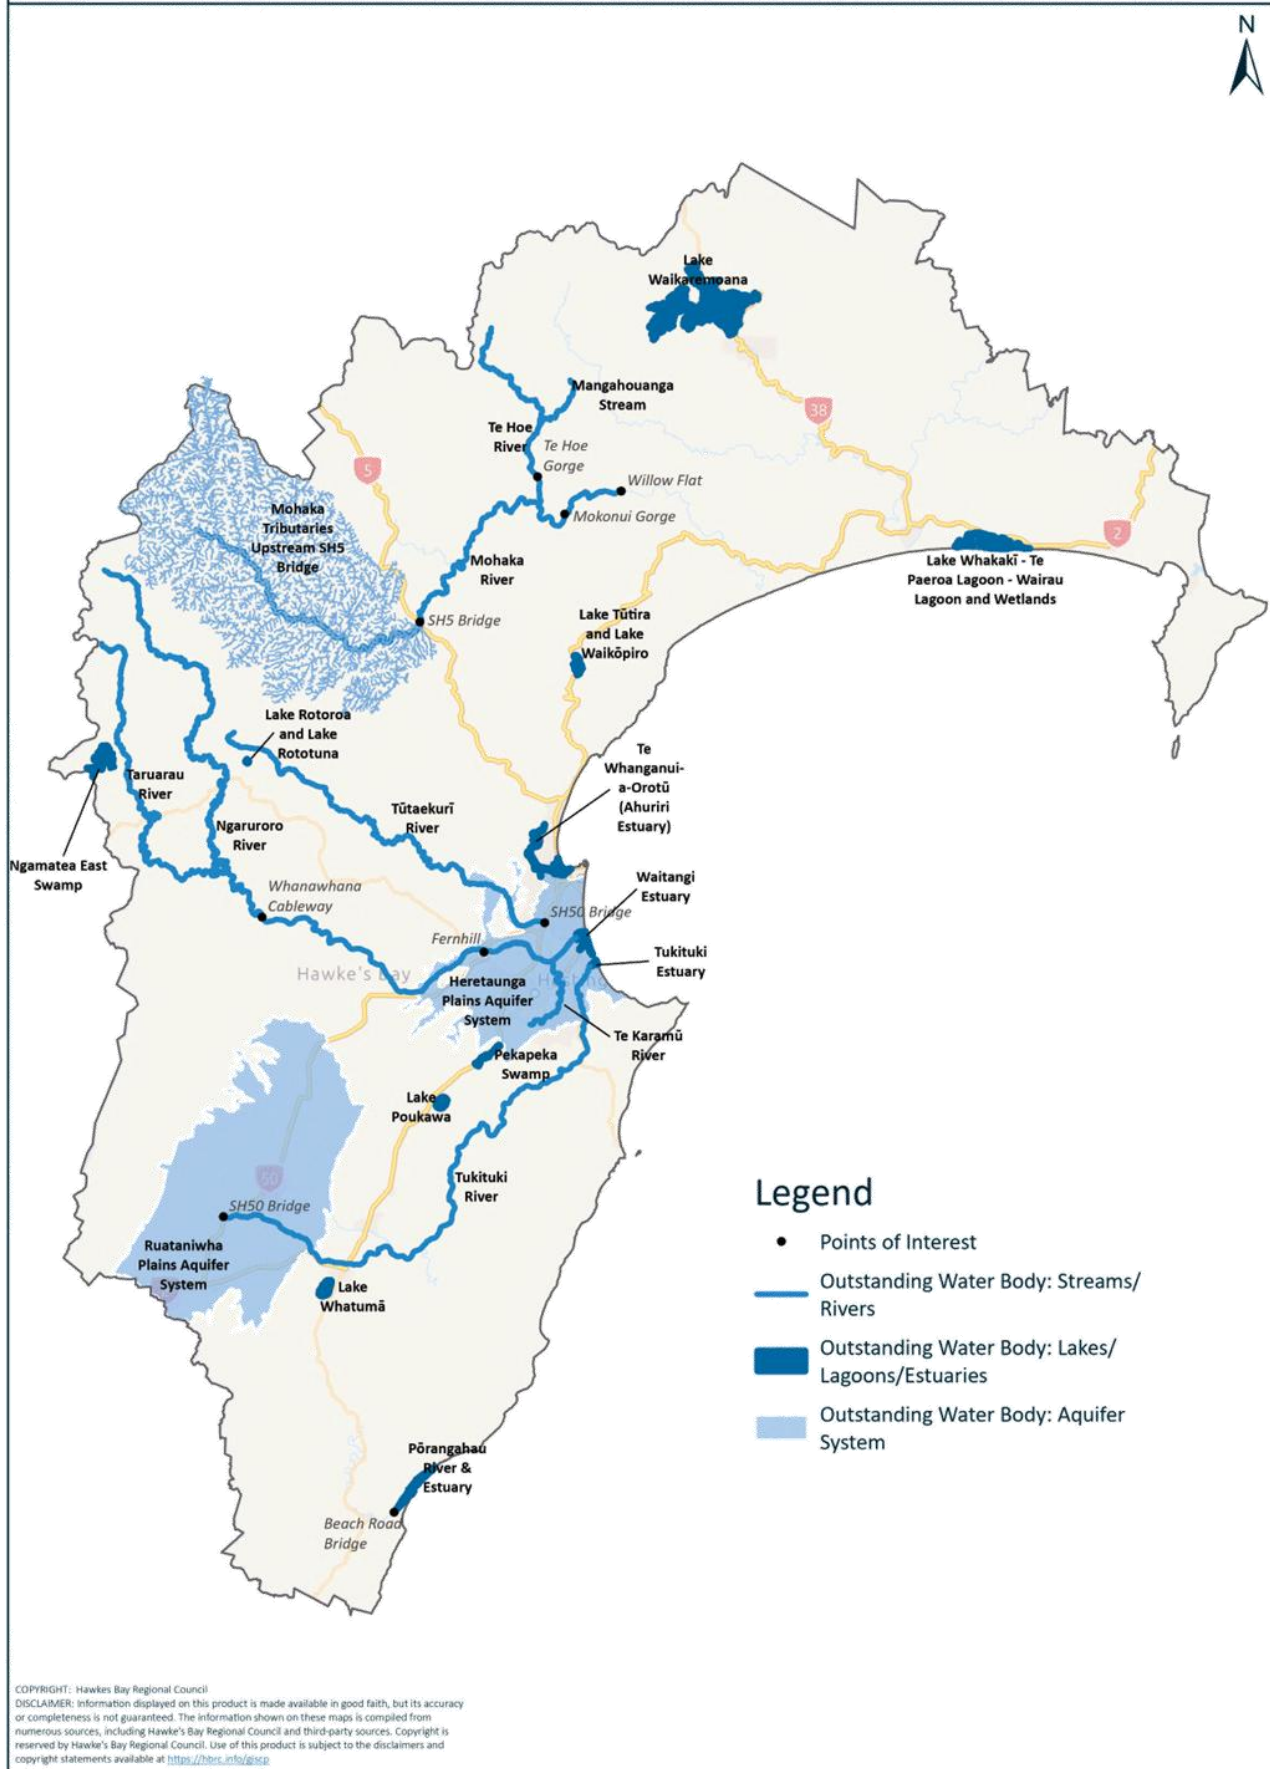 N
Lake
Waikaremoana
Mangahouanga
Stream
38
Te Hoe
River
Te Hoe
Gorge
5
Willow Flat
Mokonui Gorge
Mohaka
Tributaries
Upstream SH5
Bridge
2
Mohaka
River
Lake Whakakī - Te
Paeroa Lagoon - Wairau
Lagoon and Wetlands
SH5 Bridge
Lake Tūtira
and Lake
Waikōpiro
Lake Rotoroa
and Lake
Rototuna
Te
Whanganui-
a-Orotū
(Ahuriri
Estuary)
Taruarau
River
Tūtaekurī
River
Ngaruroro
River
Ngamatea East
Swamp
Whanawhana
Cableway
Waitangi
Estuary
SH50 Bridge
Fernhill
Tukituki
Estuary
Hawke's Bay
Heretaunga
Plains Aquifer
System
Te Karamū
River
Pekapeka
Swamp
Lake
Poukawa
Tukituki
River
50
SH50 Bridge
Ruataniwha
Plains Aquifer
System
Lake
Whatumā
Pōrangahau
River &
Estuary
Beach Road
Bridge
Legend
Points of Interest
Outstanding Water Body: Streams/
Rivers
Outstanding Water Body: Lakes/
Lagoons/Estuaries
Outstanding Water Body: Aquifer
System
COPYRIGHT: Hawkes Bay Regional Council
DISCLAIMER: Information displayed on this product is made available in good faith, but its accuracy
or completeness is not guaranteed. The information shown on these maps is compiled from
numerous sources, including Hawke's Bay Regional Council and third-party sources. Copyright is
reserved by Hawke's Bay Regional Council. Use of this product is subject to the disclaimers and
copyright statements available at https://hbrc.info/giscp